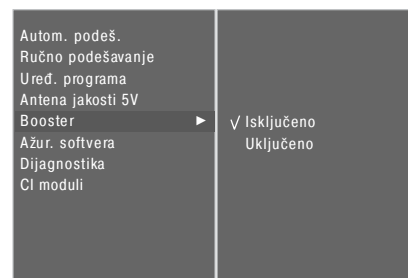 Autom. podeš.
Ručno podešavanje
Uređ. programa
Antena jakosti 5V
Booster ►
Ažur. softvera
Dijagnostika
CI moduli
√ Isključeno
Uključeno